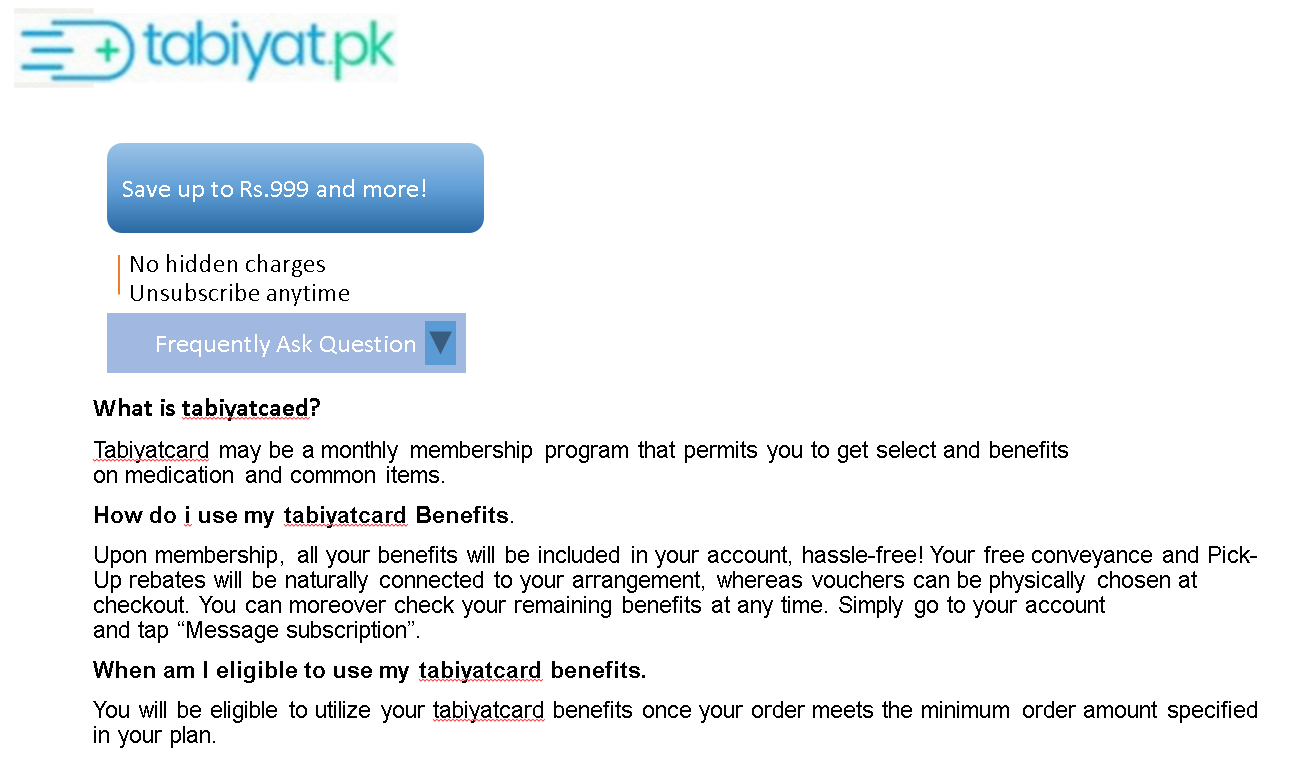 tabiyat.pk
Save up to Rs.999 and more!
No hidden charges
Unsubscribe anytime
Frequently Ask Question
What is tabiyatcaed?
Tabiyatcard may be a monthly membership program that permits you to get select and benefits
on medication and common items.
How do i use my tabiyatcard Benefits.
Upon membership, all your benefits will be included in your account, hassle-free! Your free conveyance and Pick-
Up rebates will be naturally connected to your arrangement, whereas vouchers can be physically chosen at
checkout. You can moreover check your remaining benefits at any time. Simply go to your account
and tap “Message subscription”.
When am I eligible to use my tabiyatcard benefits.
You will be eligible to utilize your tabiyatcard benefits once your order meets the minimum order amount specified
in your plan.